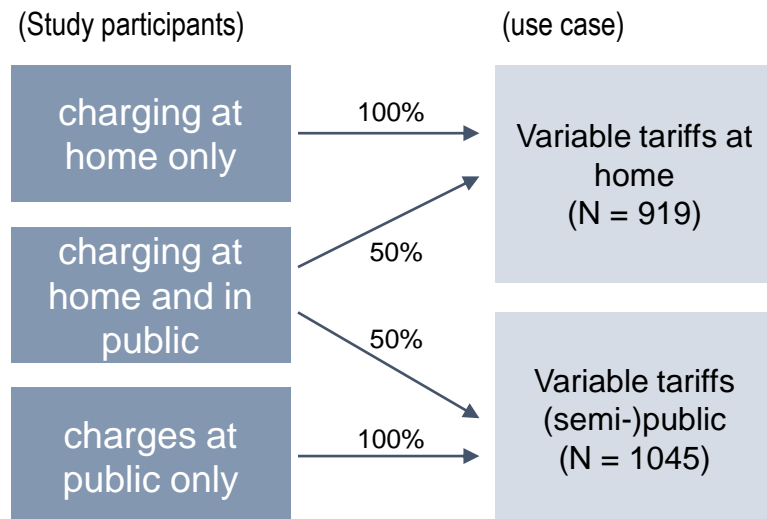 (Study participants)
(use case)
charging at
home only
100%
Variable tariffs at
home
(N = 919)
charging at
home and in
public
50%
50%
Variable tariffs
(semi-)public
(N = 1045)
charges at
public only
100%